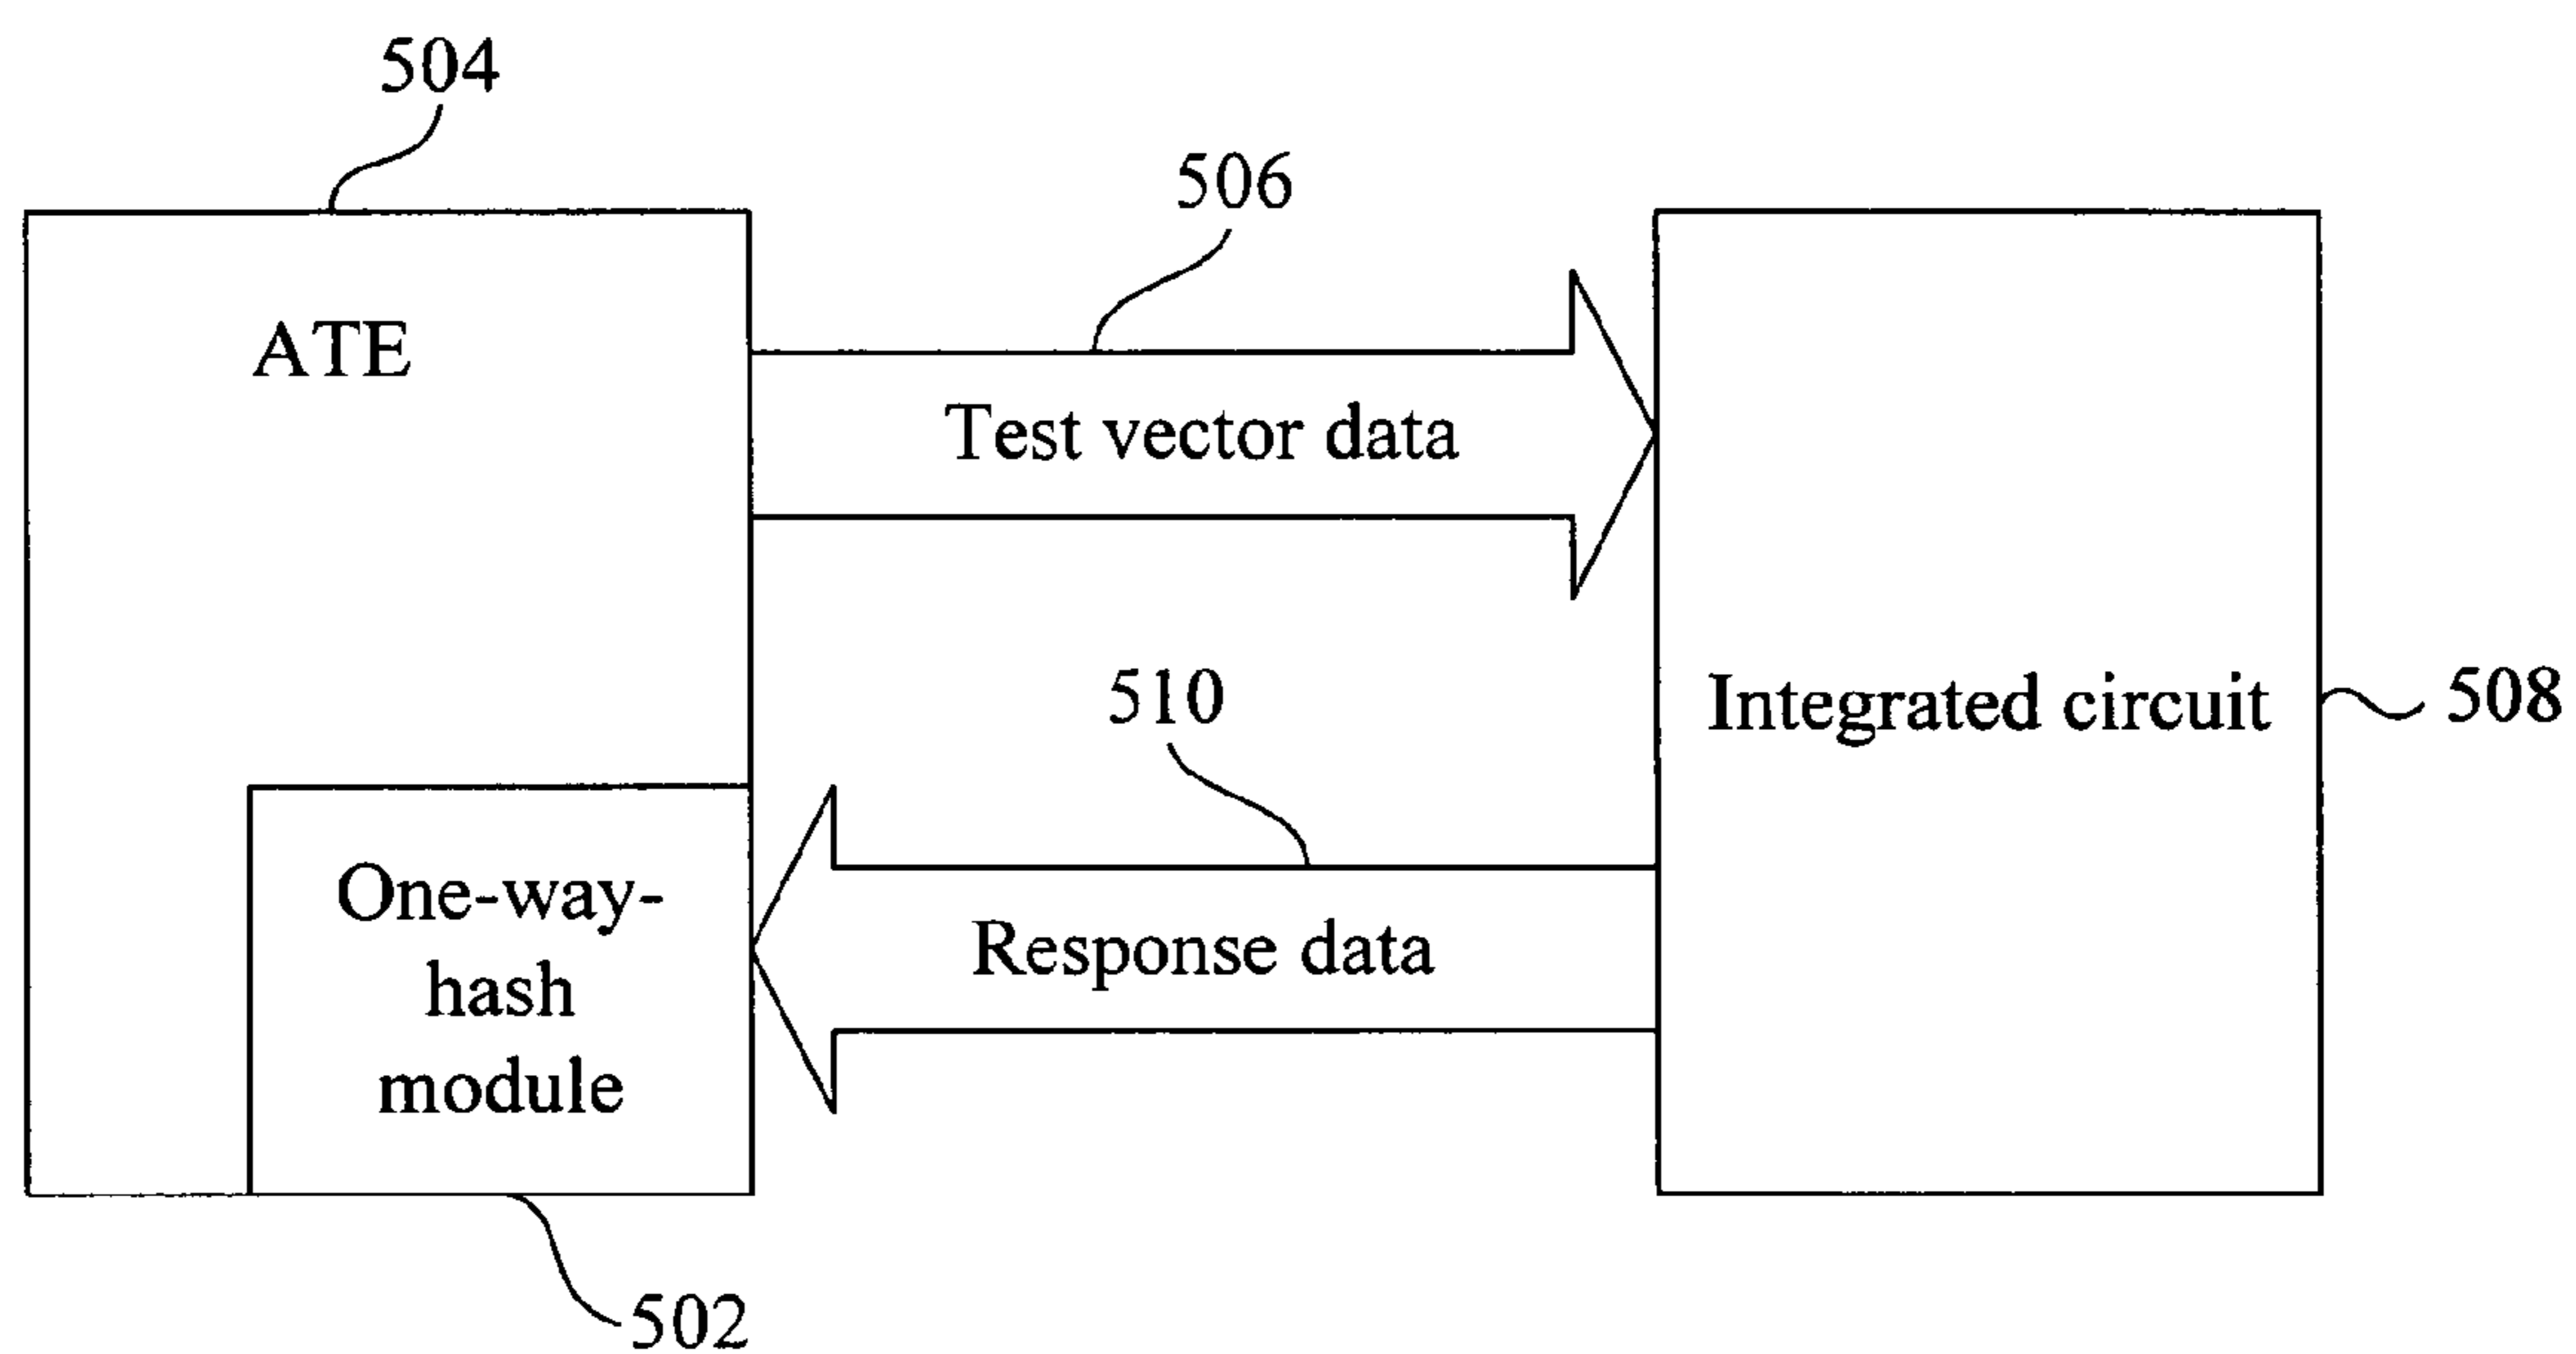 504
506
ATE
Test vector data
510
Integrated circuit
508
One-way-
hash
module
Response data
502